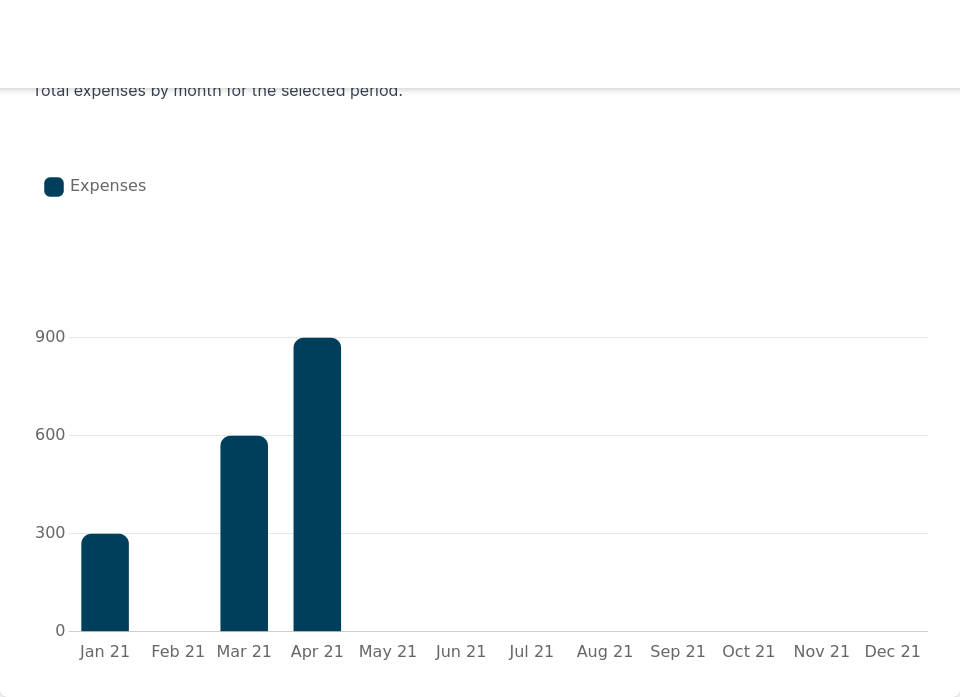 Total expenses by month for the selected period.
Expenses
900
600
300
0
Jan 21 Feb 21 Mar 21 Apr 21 May 21 Jun 21 Jul 21 Aug 21 Sep 21 Oct 21 Nov 21 Dec 21